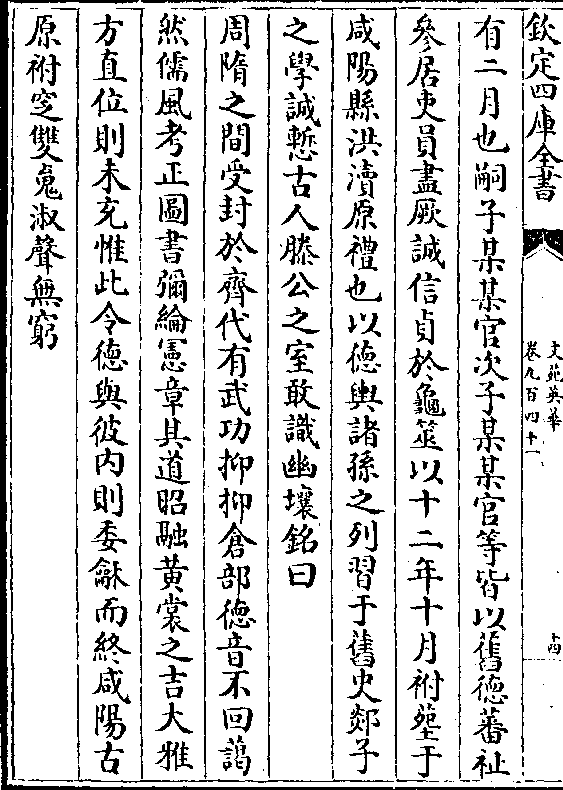 欽定四庫全書
文苑英華
卷九百四十一
十四
有二月也嗣子某某官次子某某官等皆以舊德蕃祉
參居吏員盡厥誠信貞於龜筮以十二年十月祔塟于
咸陽縣洪瀆原禮也以德輿諸孫之列習于舊史郯子
之學誠慙古人滕公之室敢識幽壤銘曰
周隋之間受封於齊代有武功抑抑倉部德音不回藹
然儒風考正圖書彌綸憲章其道昭融黄裳之吉大雅
方直位則未充惟此令德與彼内則委龢而終咸陽古
原祔窆雙䰟淑聲無窮